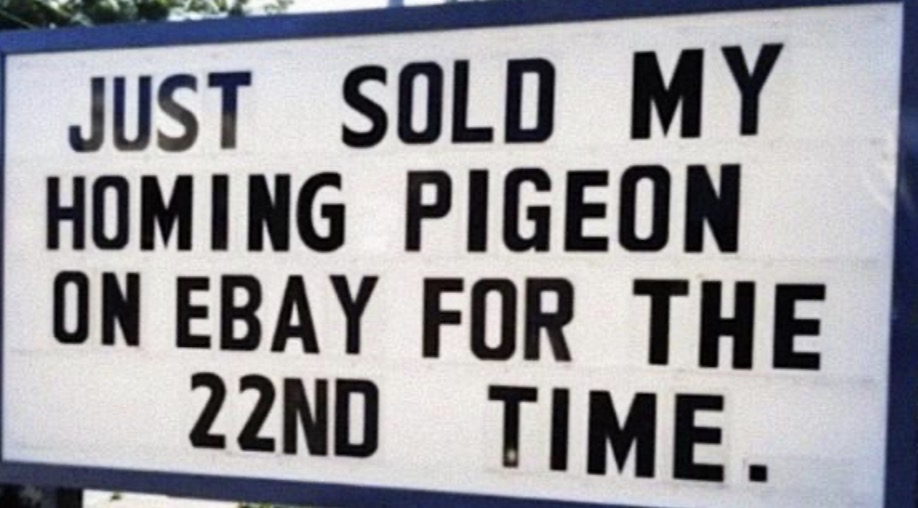 JUST SOLD MY
HOMING PIGEON
ON EBAY FOR THE
22ND TIME.